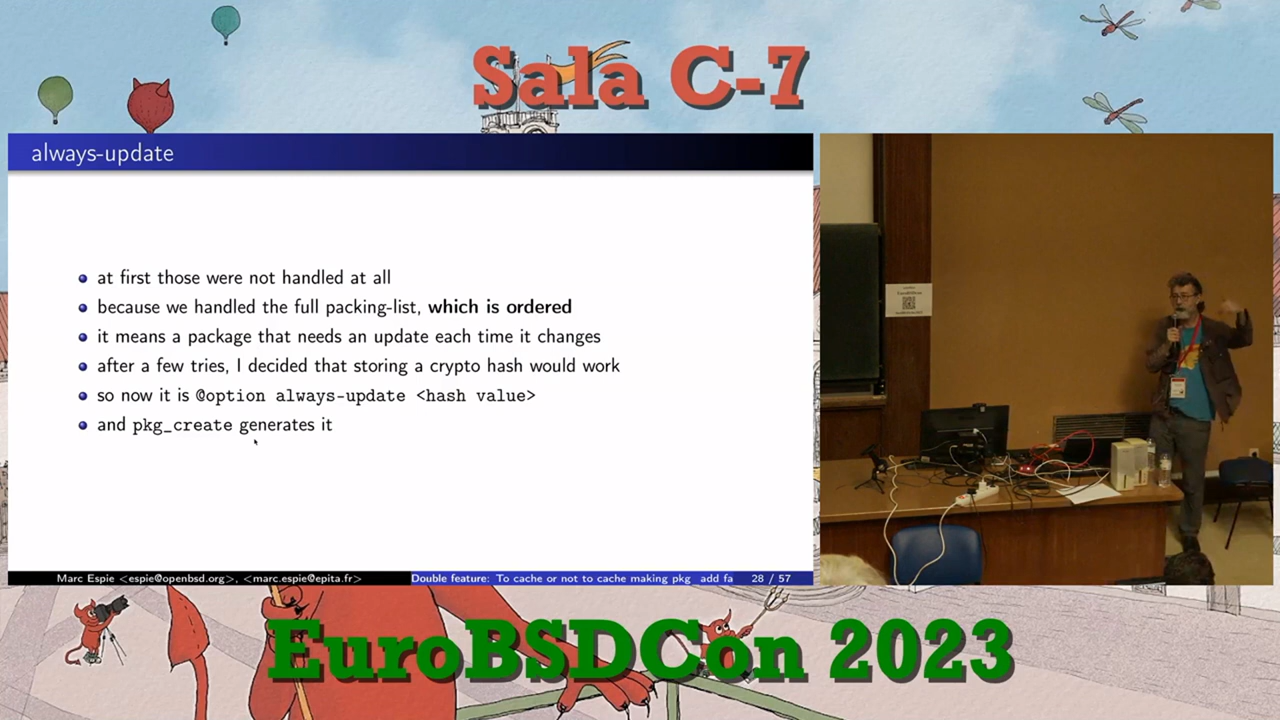 Sala C-7
always-update
at first those were not handled at all
because we handled the full packing-list, which is ordered
it means a package that needs an update each time it changes
after a few tries, I decided that storing a crypto hash would work
so now it is @option always-update <hash value>
and pkg_create generates it
Marc Espie <espie@openbsd.org>, <marc.espie@epita.fr>
Double feature: To cache or not to cache making pkg_add fa
28 / 57
EuroBSDCon 2023